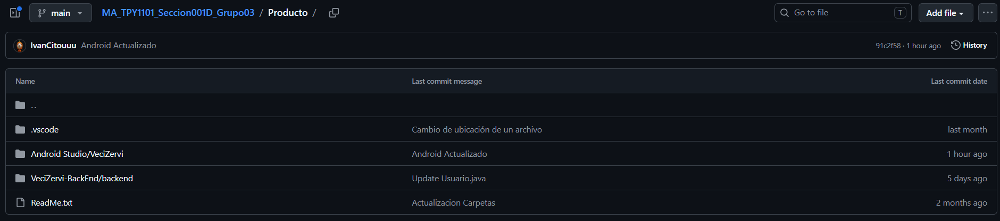 main MA_TPY1101_Seccion001D_Grupo03 / Producto / Go to file T Add file ...
IvanCitouuu Android Actualizado 91c2f58 · 1 hour ago History
Name Last commit message Last commit date
..
.vscode Cambio de ubicación de un archivo last month
Android Studio/VeciZervi Android Actualizado 1 hour ago
VeciZervi-BackEnd/backend Update Usuario.java 5 days ago
ReadMe.txt Actualizacion Carpetas 2 months ago